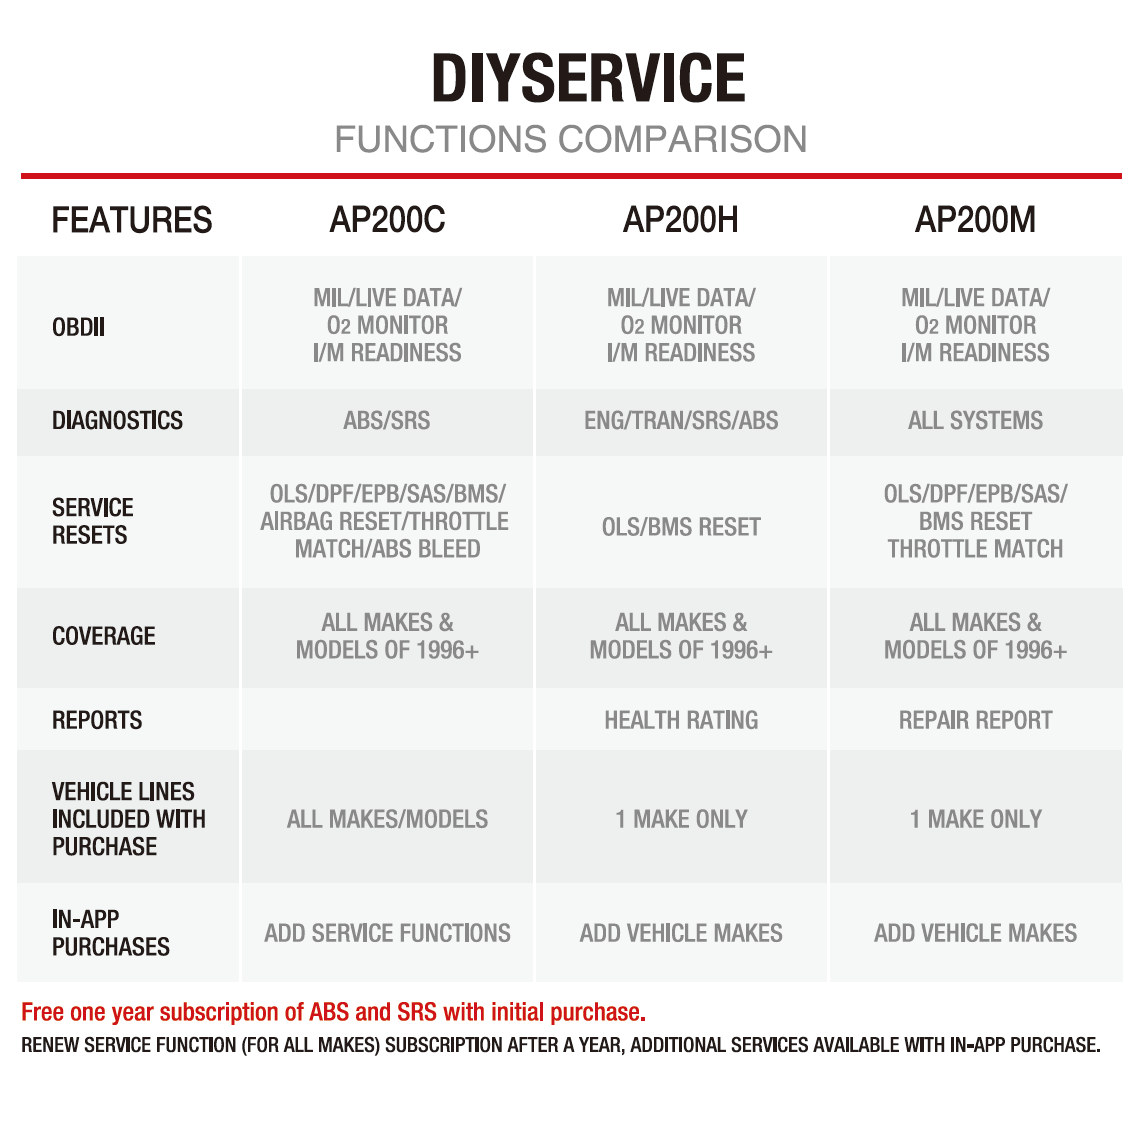 DIYSERVICE
FUNCTIONS COMPARISON
FEATURES AP200C AP200H AP200M
OBDII
MIL/LIVE DATA/
O2 MONITOR
I/M READINESS
MIL/LIVE DATA/
O2 MONITOR
I/M READINESS
MIL/LIVE DATA/
O2 MONITOR
I/M READINESS
DIAGNOSTICS ABS/SRS ENG/TRAN/SRS/ABS ALL SYSTEMS
SERVICE
RESETS
OLS/DPF/EPB/SAS/BMS/
AIRBAG RESET/THROTTLE
MATCH/ABS BLEED
OLS/BMS RESET
OLS/DPF/EPB/SAS/
BMS RESET
THROTTLE MATCH
COVERAGE
ALL MAKES &
MODELS OF 1996+
ALL MAKES &
MODELS OF 1996+
ALL MAKES &
MODELS OF 1996+
REPORTS HEALTH RATING REPAIR REPORT
VEHICLE LINES
INCLUDED WITH
PURCHASE
ALL MAKES/MODELS
1 MAKE ONLY
1 MAKE ONLY
IN-APP
PURCHASES
ADD SERVICE FUNCTIONS
ADD VEHICLE MAKES
ADD VEHICLE MAKES
Free one year subscription of ABS and SRS with initial purchase.
RENEW SERVICE FUNCTION (FOR ALL MAKES) SUBSCRIPTION AFTER A YEAR, ADDITIONAL SERVICES AVAILABLE WITH IN-APP PURCHASE.